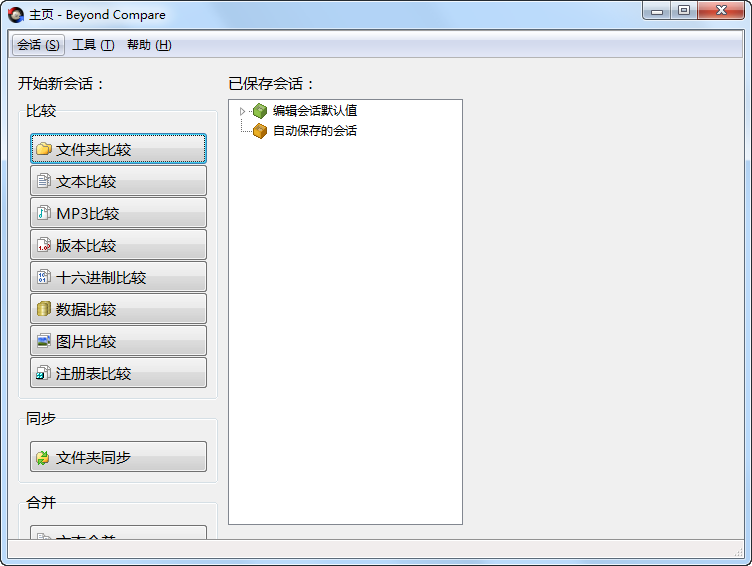 主页 - Beyond Compare
会话 (S) 工具 (T) 帮助 (H)
开始新会话：
比较
文件夹比较
文本比较
MP3比较
版本比较
十六进制比较
数据比较
图片比较
注册表比较
同步
文件夹同步
合并
文本合并
已保存会话：
编辑会话默认值
自动保存的会话